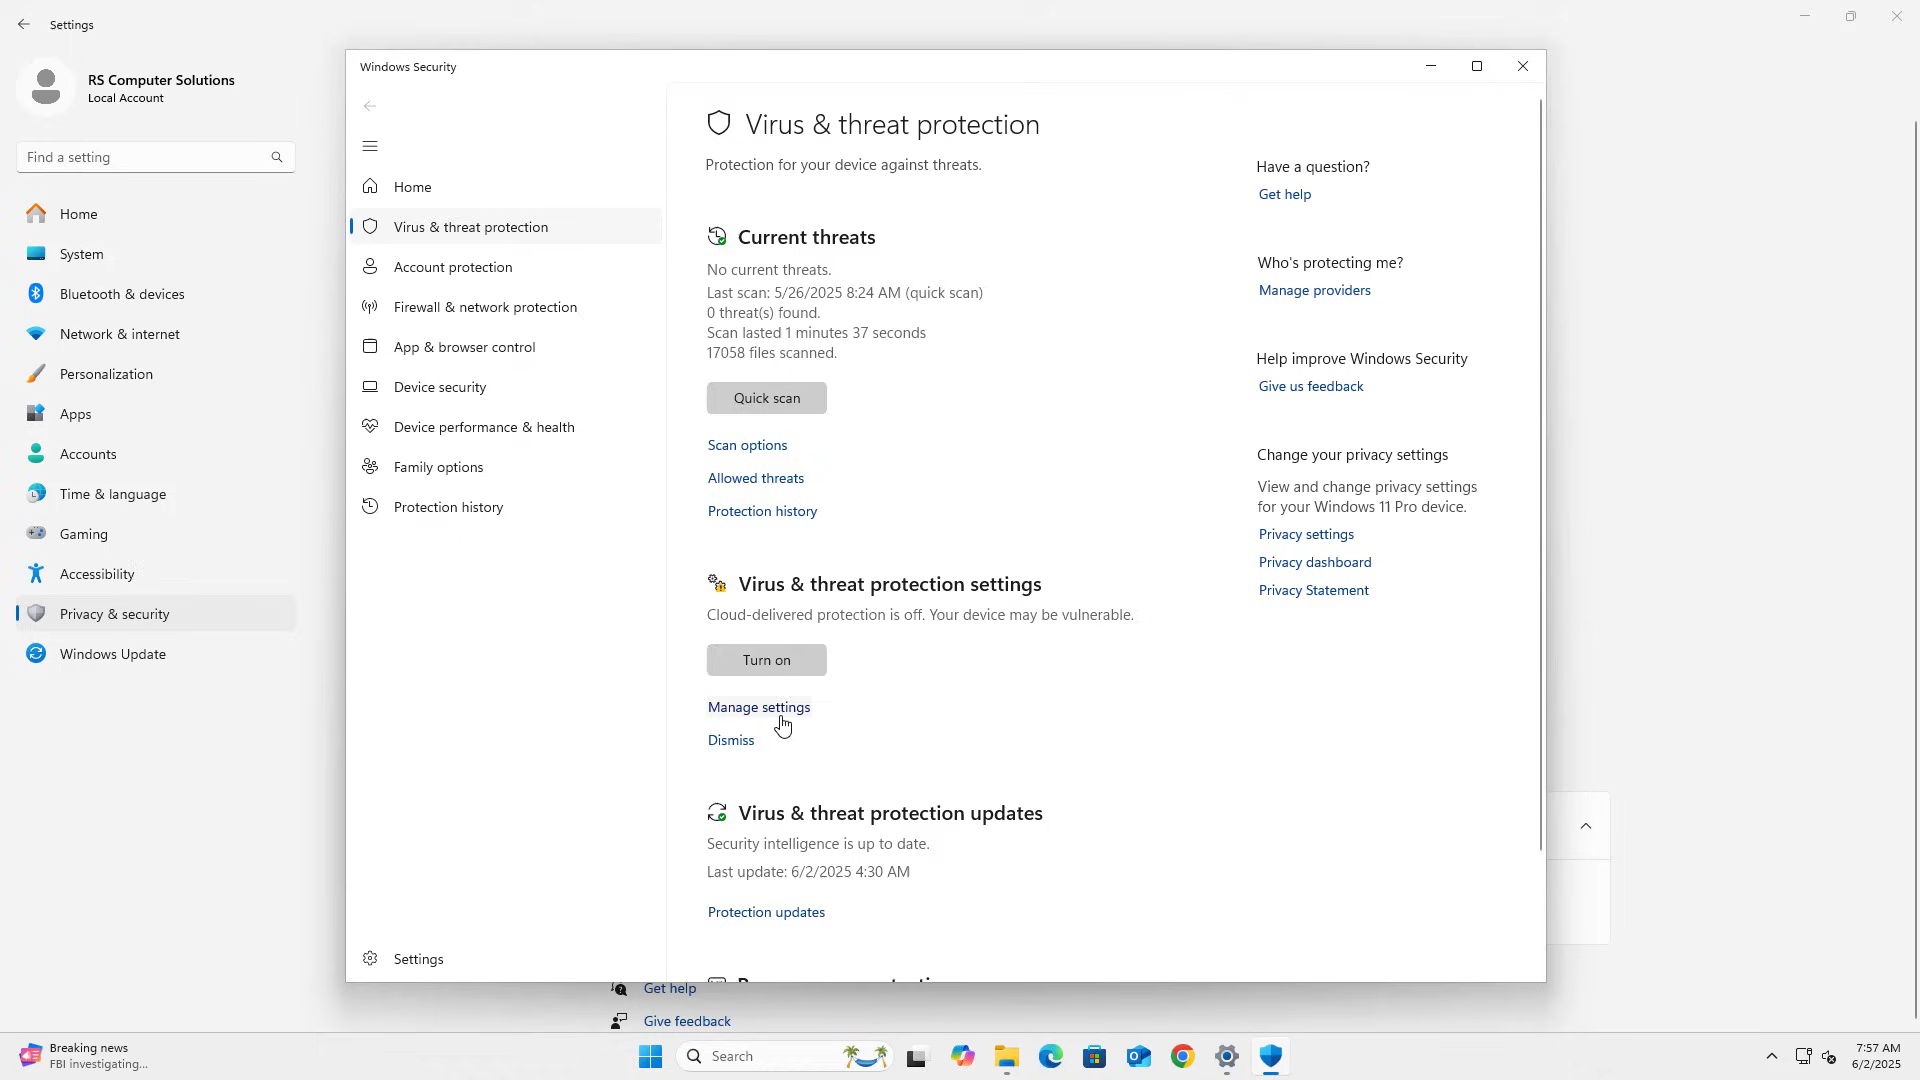 Settings
RS Computer Solutions
Local Account
Find a setting
Home
System
Bluetooth & devices
Network & internet
Personalization
Apps
Accounts
Time & language
Gaming
Accessibility
Privacy & security
Windows Update
Windows Security
Home
Virus & threat protection
Account protection
Firewall & network protection
App & browser control
Device security
Device performance & health
Family options
Protection history
Settings
Virus & threat protection
Protection for your device against threats.
Current threats
No current threats.
Last scan: 5/26/2025 8:24 AM (quick scan)
0 threat(s) found.
Scan lasted 1 minutes 37 seconds
17058 files scanned.
Quick scan
Scan options
Allowed threats
Protection history
Virus & threat protection settings
Cloud-delivered protection is off. Your device may be vulnerable.
Turn on
Manage settings
Dismiss
Virus & threat protection updates
Security intelligence is up to date.
Last update: 6/2/2025 4:30 AM
Protection updates
Have a question?
Get help
Who's protecting me?
Manage providers
Help improve Windows Security
Give us feedback
Change your privacy settings
View and change privacy settings
for your Windows 11 Pro device.
Privacy settings
Privacy dashboard
Privacy Statement
Get help
Give feedback
Breaking news
FBI investigating...
Search
7:57 AM
6/2/2025